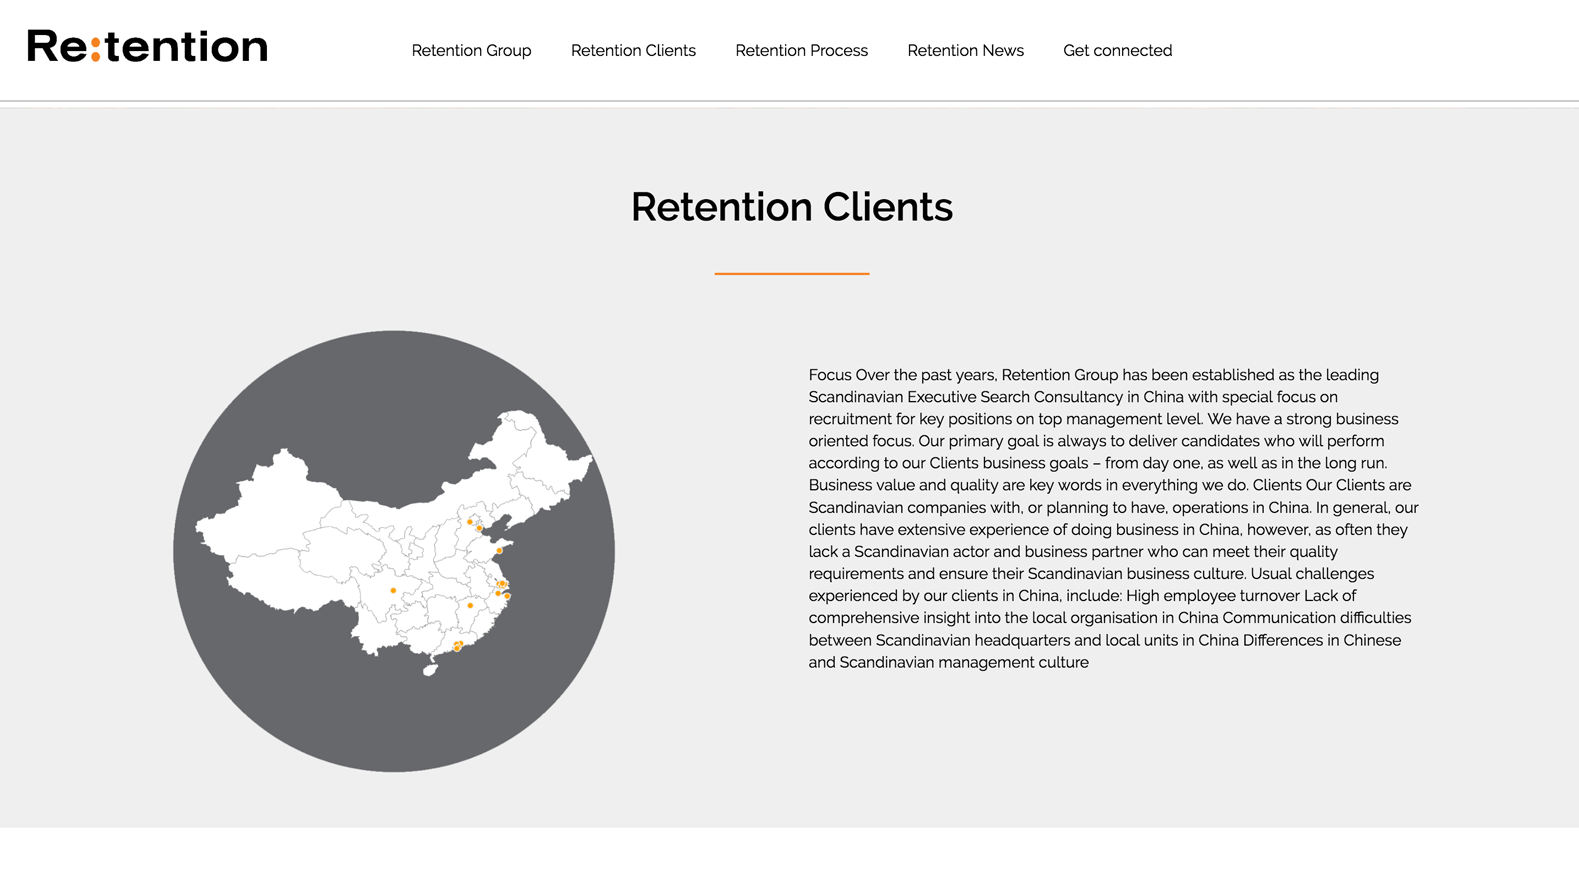 Re:tention
Retention Group
Retention Clients
Retention Process
Retention News
Get connected
Retention Clients
Focus Over the past years, Retention Group has been established as the leading
Scandinavian Executive Search Consultancy in China with special focus on
recruitment for key positions on top management level. We have a strong business
oriented focus. Our primary goal is always to deliver candidates who will perform
according to our Clients business goals – from day one, as well as in the long run.
Business value and quality are key words in everything we do. Clients Our Clients are
Scandinavian companies with, or planning to have, operations in China. In general, our
clients have extensive experience of doing business in China, however, as often they
lack a Scandinavian actor and business partner who can meet their quality
requirements and ensure their Scandinavian business culture. Usual challenges
experienced by our clients in China, include: High employee turnover Lack of
comprehensive insight into the local organisation in China Communication difficulties
between Scandinavian headquarters and local units in China Differences in Chinese
and Scandinavian management culture